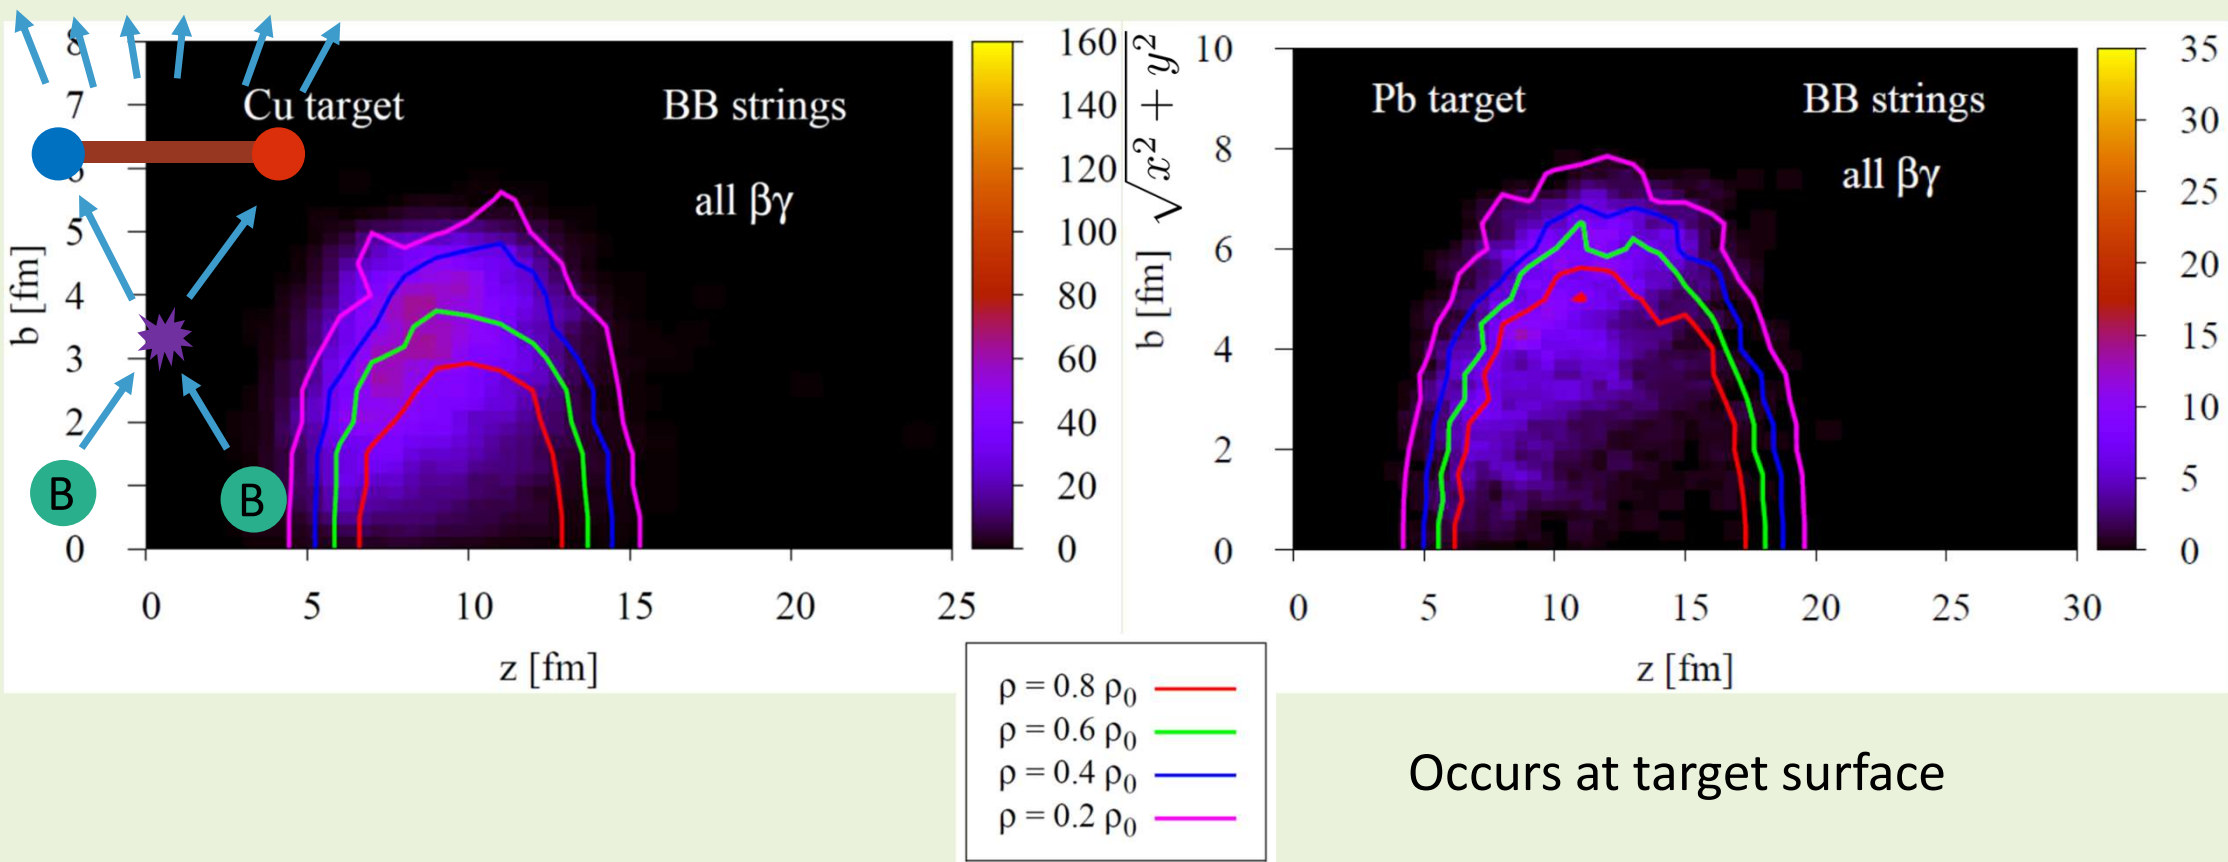 8
7
6
5
4
3
2
0
b [fm]
Cu target
BB strings
all βγ
B
B
0 5 10 15 20 25
z [fm]
160
140
120
100
80
60
40
20
0
b [fm] √x² + y²
10
8
6
4
2
0
Pb target
BB strings
all βγ
0 5 10 15 20 25 30
z [fm]
35
30
25
20
15
10
5
0
ρ = 0.8 ρ₀
ρ = 0.6 ρ₀
ρ = 0.4 ρ₀
ρ = 0.2 ρ₀
Occurs at target surface